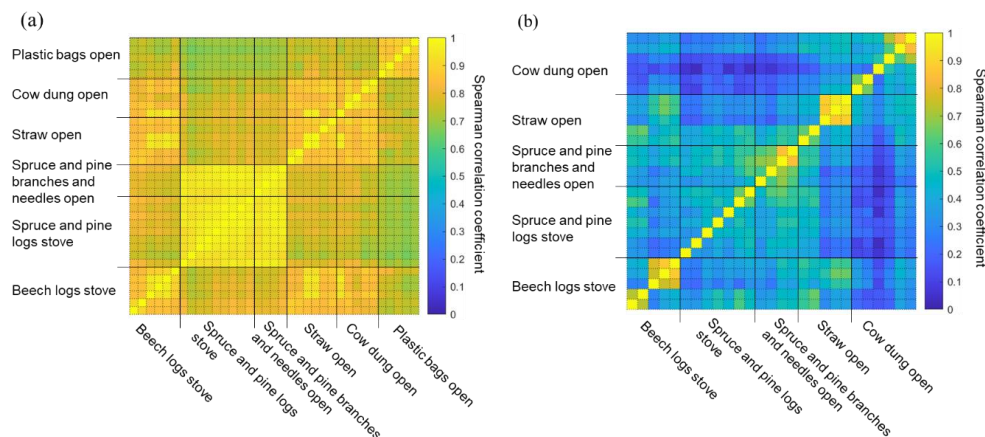 (a)
Plastic bags open
Cow dung open
Straw open
Spruce and pine
branches and
needles open
Spruce and pine
logs stove
Beech logs stove
Beech logs stove
Spruce and pine logs
stove
Spruce and pine branches
and needles open
Straw open
Cow dung open
Plastic bags open
1
0.9
0.8
0.7
0.6
0.5
0.4
0.3
0.2
0.1
0
Spearman correlation coefficient
(b)
Cow dung open
Straw open
Spruce and pine
branches and
needles open
Spruce and pine
logs stove
Beech logs stove
Beech logs stove
Spruce and pine logs
stove
Spruce and pine branches
and needles open
Straw open
Cow dung open
1
0.9
0.8
0.7
0.6
0.5
0.4
0.3
0.2
0.1
0
Spearman correlation coefficient